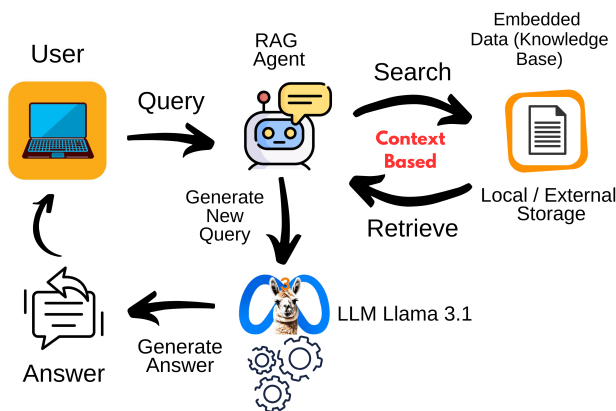 User
Query
RAG
Agent
Search
Context
Based
Retrieve
Embedded
Data (Knowledge
Base)
Local / External
Storage
Generate
New
Query
LLM Llama 3.1
Generate
Answer
Answer